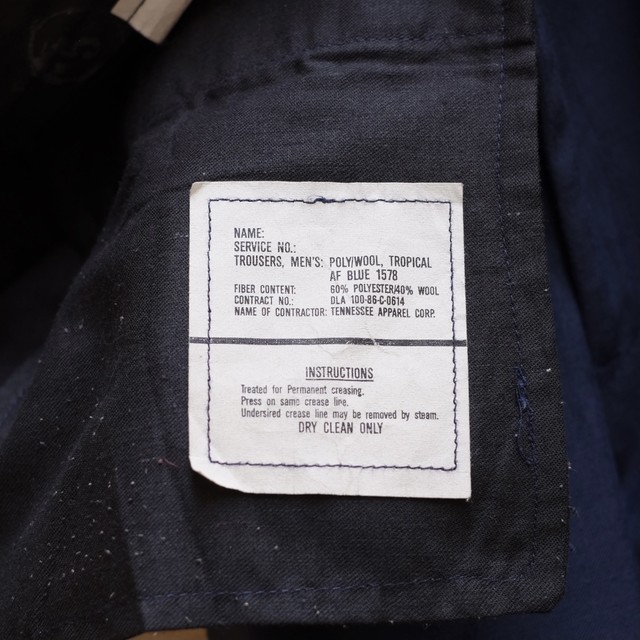 NAME:
SERVICE NO.:
TROUSERS, MEN'S: POLY/WOOL, TROPICAL
AF BLUE 1578
FIBER CONTENT: 60% POLYESTER/40% WOOL
CONTRACT NO.: DLA 100-86-C-0614
NAME OF CONTRACTOR: TENNESSEE APPAREL CORP.
INSTRUCTIONS
Treated for Permanent creasing.
Press on same crease line.
Undersired crease line may be removed by steam.
DRY CLEAN ONLY